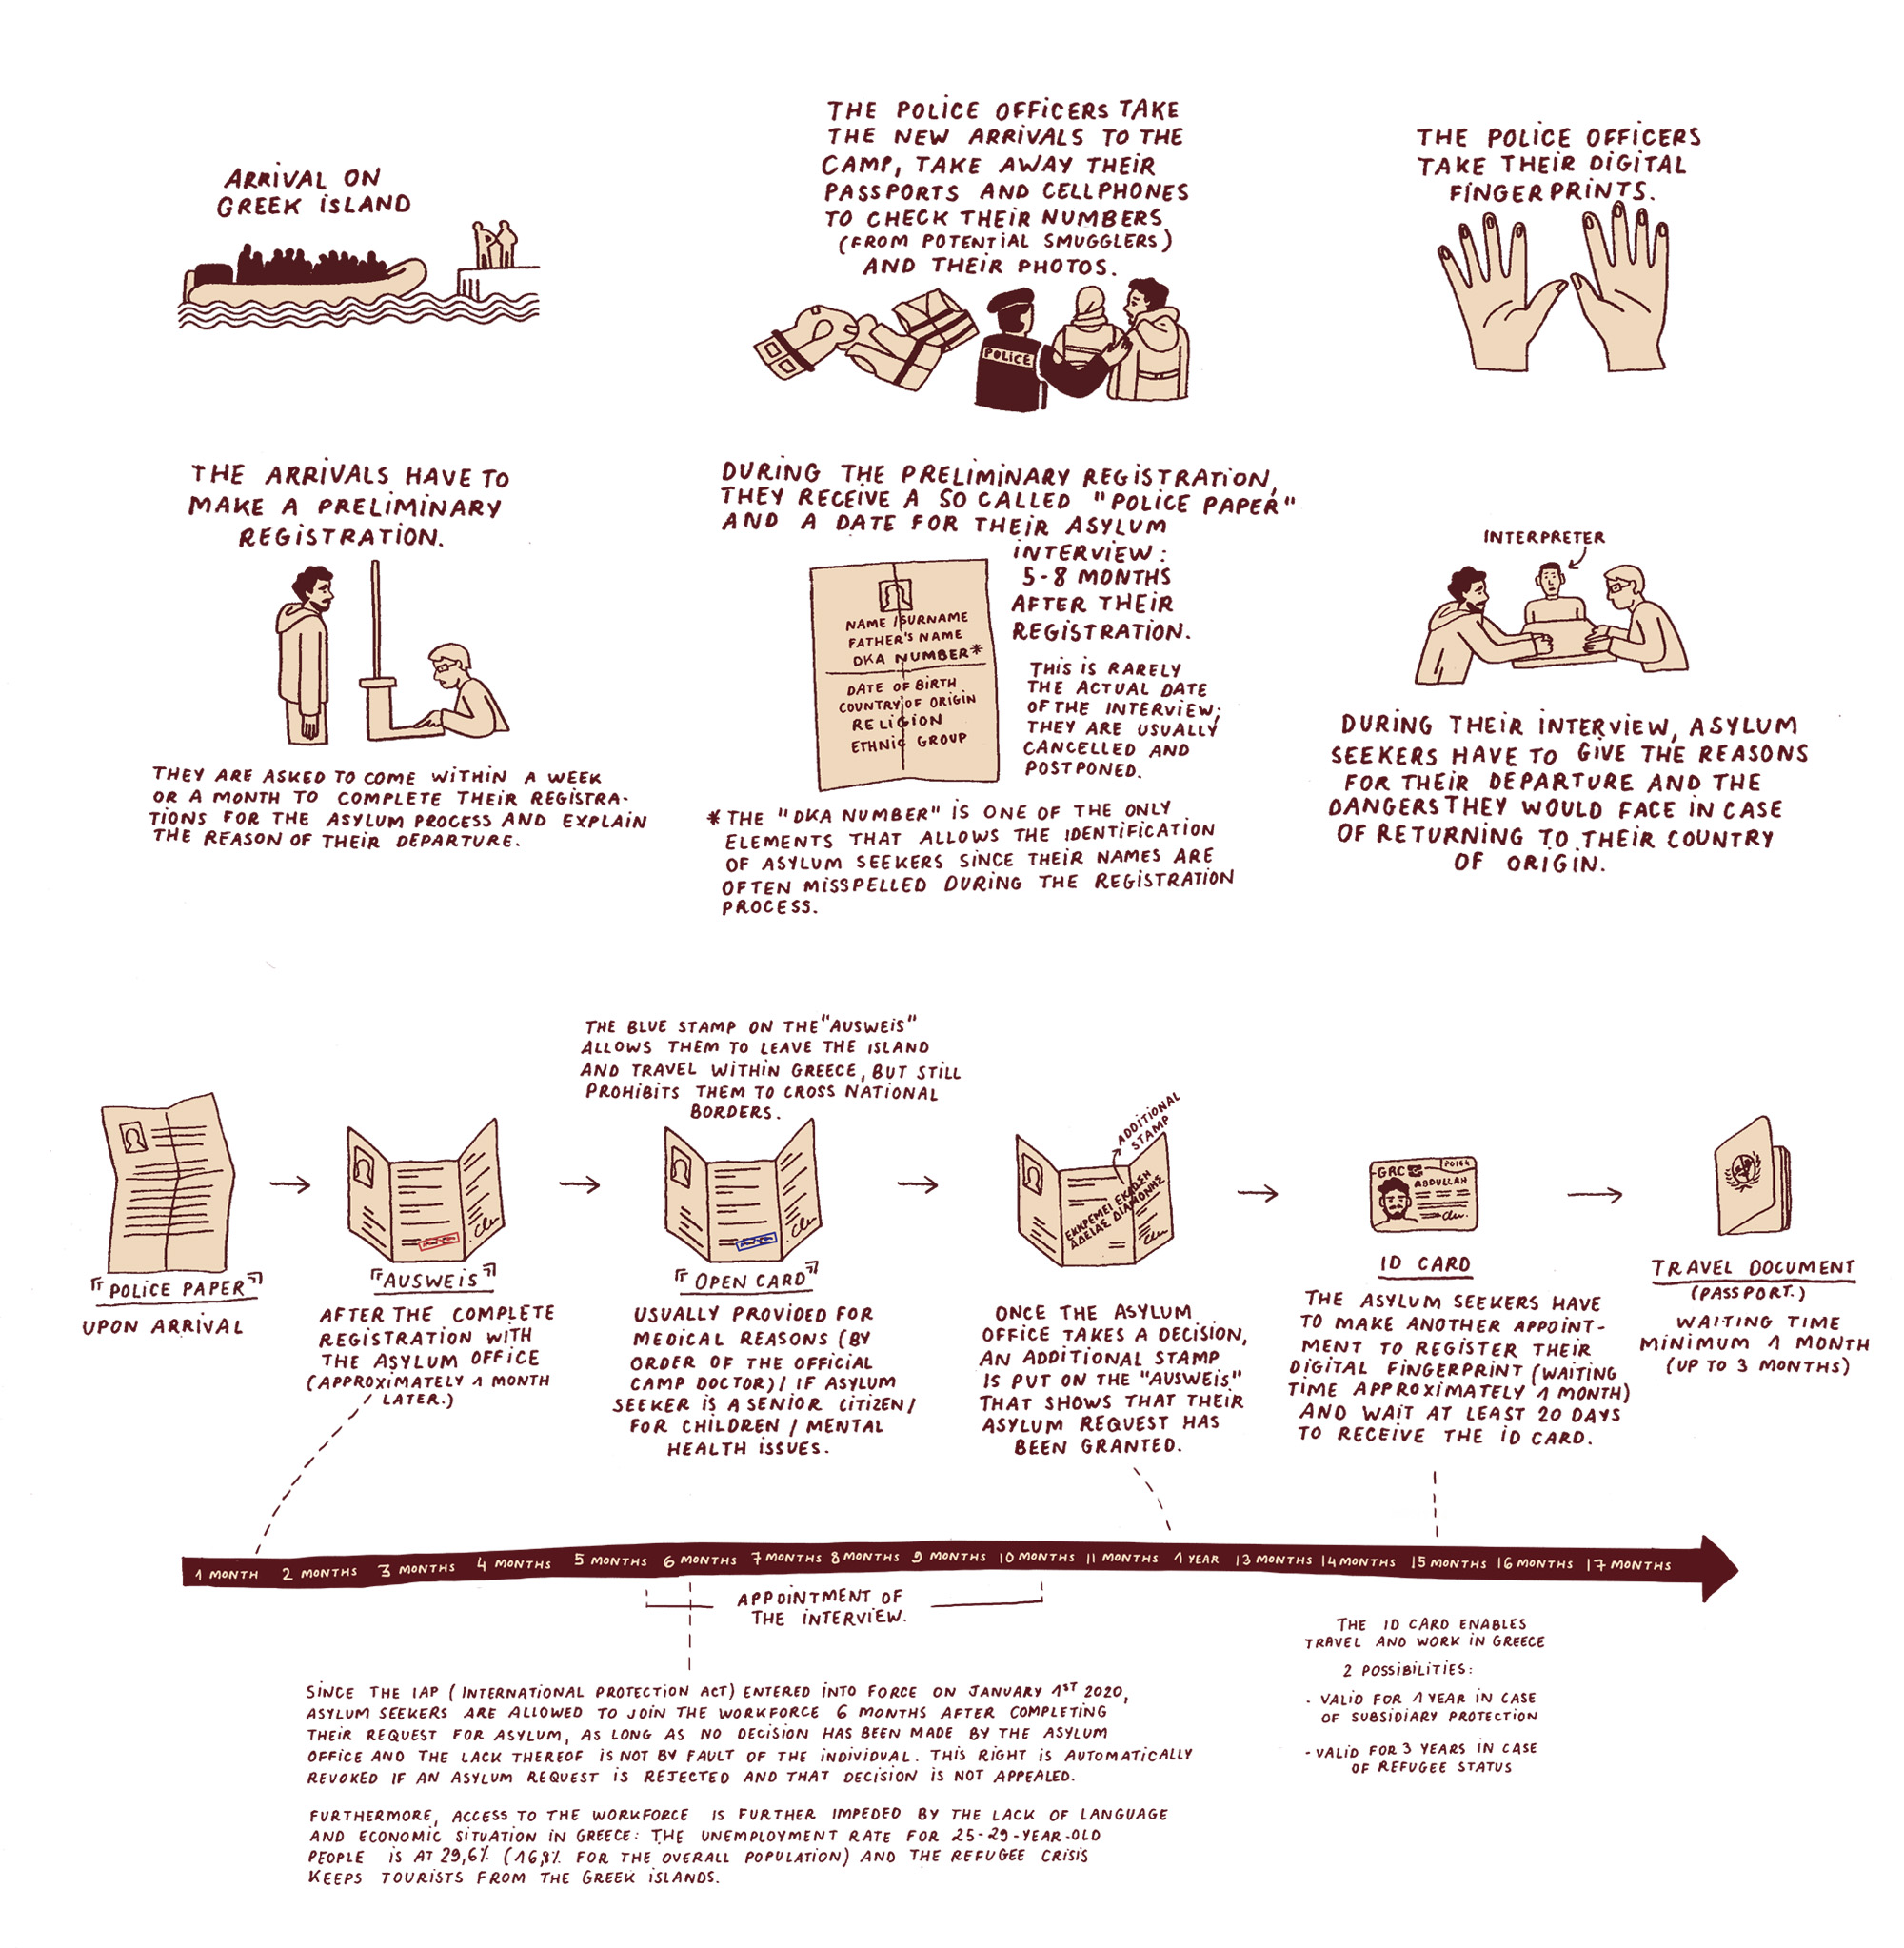 ARRIVAL ON
GREEK ISLAND
THE POLICE OFFICERS TAKE
THE NEW ARRIVALS TO THE
CAMP, TAKE AWAY THEIR
PASSPORTS AND CELLPHONES
TO CHECK THEIR NUMBERS
(FROM POTENTIAL SMUGGLERS)
AND THEIR PHOTOS.
POLICE
THE POLICE OFFICERS
TAKE THEIR DIGITAL
FINGERPRINTS.
THE ARRIVALS HAVE TO
MAKE A PRELIMINARY
REGISTRATION.
THEY ARE ASKED TO COME WITHIN A WEEK
OR A MONTH TO COMPLETE THEIR REGISTRA-
TIONS FOR THE ASYLUM PROCESS AND EXPLAIN
THE REASON OF THEIR DEPARTURE.
DURING THE PRELIMINARY REGISTRATION,
THEY RECEIVE A SO CALLED "POLICE PAPER"
AND A DATE FOR THEIR ASYLUM
INTERVIEW:
5-8 MONTHS
AFTER THEIR
REGISTRATION.
NAME / SURNAME
FATHER'S NAME
DKA NUMBER*
DATE OF BIRTH
COUNTRY OF ORIGIN
RELIGION
ETHNIC GROUP
THIS IS RARELY
THE ACTUAL DATE
OF THE INTERVIEW;
THEY ARE USUALLY
CANCELLED AND
POSTPONED.
* THE "DKA NUMBER" IS ONE OF THE ONLY
ELEMENTS THAT ALLOWS THE IDENTIFICATION
OF ASYLUM SEEKERS SINCE THEIR NAMES ARE
OFTEN MISSPELLED DURING THE REGISTRATION
PROCESS.
INTERPRETER
DURING THEIR INTERVIEW, ASYLUM
SEEKERS HAVE TO GIVE THE REASONS
FOR THEIR DEPARTURE AND THE
DANGERS THEY WOULD FACE IN CASE
OF RETURNING TO THEIR COUNTRY
OF ORIGIN.
"POLICE PAPER"
UPON ARRIVAL
"AUSWEIS"
AFTER THE COMPLETE
REGISTRATION WITH
THE ASYLUM OFFICE
(APPROXIMATELY 1 MONTH
LATER.)
THE BLUE STAMP ON THE "AUSWEIS"
ALLOWS THEM TO LEAVE THE ISLAND
AND TRAVEL WITHIN GREECE, BUT STILL
PROHIBITS THEM TO CROSS NATIONAL
BORDERS.
"OPEN CARD"
USUALLY PROVIDED FOR
MEDICAL REASONS (BY
ORDER OF THE OFFICIAL
CAMP DOCTOR) / IF ASYLUM
SEEKER IS A SENIOR CITIZEN /
FOR CHILDREN / MENTAL
HEALTH ISSUES.
ADDITIONAL
STAMP
ΕΚΚΡΕΜΕΙ ΕΚΔΟΣΗ
ΑΔΕΙΑΣ ΔΙΑΜΟΝΗΣ
ONCE THE ASYLUM
OFFICE TAKES A DECISION,
AN ADDITIONAL STAMP
IS PUT ON THE "AUSWEIS"
THAT SHOWS THAT THEIR
ASYLUM REQUEST HAS
BEEN GRANTED.
GRC
ABDULLAH
ID CARD
THE ASYLUM SEEKERS HAVE
TO MAKE ANOTHER APPOINT-
MENT TO REGISTER THEIR
DIGITAL FINGERPRINT (WAITING
TIME APPROXIMATELY 1 MONTH)
AND WAIT AT LEAST 20 DAYS
TO RECEIVE THE ID CARD.
TRAVEL DOCUMENT
(PASSPORT.)
WAITING TIME
MINIMUM 1 MONTH
(UP TO 3 MONTHS)
1 MONTH 2 MONTHS 3 MONTHS 4 MONTHS 5 MONTHS 6 MONTHS 7 MONTHS 8 MONTHS 9 MONTHS 10 MONTHS 11 MONTHS 1 YEAR 13 MONTHS 14 MONTHS 15 MONTHS 16 MONTHS 17 MONTHS
APPOINTMENT OF
THE INTERVIEW.
SINCE THE IAP (INTERNATIONAL PROTECTION ACT) ENTERED INTO FORCE ON JANUARY 1ST 2020,
ASYLUM SEEKERS ARE ALLOWED TO JOIN THE WORKFORCE 6 MONTHS AFTER COMPLETING
THEIR REQUEST FOR ASYLUM, AS LONG AS NO DECISION HAS BEEN MADE BY THE ASYLUM
OFFICE AND THE LACK THEREOF IS NOT BY FAULT OF THE INDIVIDUAL. THIS RIGHT IS AUTOMATICALLY
REVOKED IF AN ASYLUM REQUEST IS REJECTED AND THAT DECISION IS NOT APPEALED.
FURTHERMORE, ACCESS TO THE WORKFORCE IS FURTHER IMPEDED BY THE LACK OF LANGUAGE
AND ECONOMIC SITUATION IN GREECE: THE UNEMPLOYMENT RATE FOR 25-29-YEAR-OLD
PEOPLE IS AT 29,6% (16,8% FOR THE OVERALL POPULATION) AND THE REFUGEE CRISIS
KEEPS TOURISTS FROM THE GREEK ISLANDS.
THE ID CARD ENABLES
TRAVEL AND WORK IN GREECE
2 POSSIBILITIES:
- VALID FOR 1 YEAR IN CASE
OF SUBSIDIARY PROTECTION
- VALID FOR 3 YEARS IN CASE
OF REFUGEE STATUS